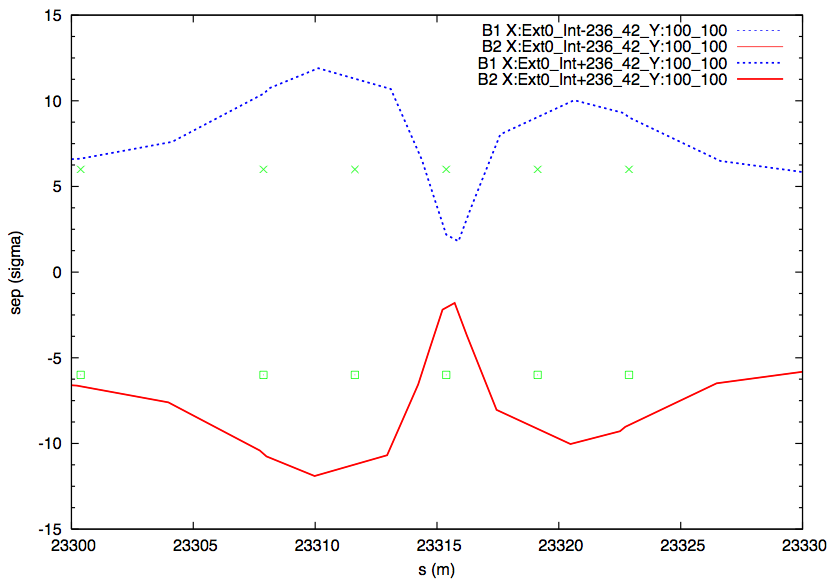 15
10
5
0
-5
-10
-15
sep (sigma)
B1 X:Ext0_Int-236_42_Y:100_100
B2 X:Ext0_Int-236_42_Y:100_100
B1 X:Ext0_Int+236_42_Y:100_100
B2 X:Ext0_Int+236_42_Y:100_100
23300 23305 23310 23315 23320 23325 23330
s (m)